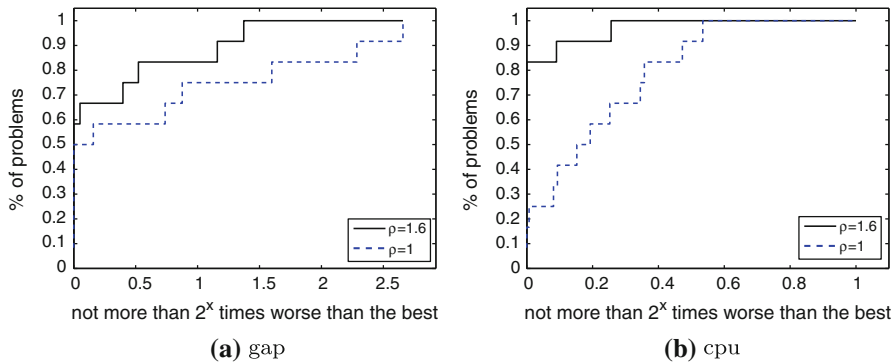 % of problems
1
0.9
0.8
0.7
0.6
0.5
0.4
0.3
0.2
0.1
0
0 0.5 1 1.5 2 2.5
ρ=1.6
ρ=1
not more than 2^x times worse than the best
(a) gap
% of problems
1
0.9
0.8
0.7
0.6
0.5
0.4
0.3
0.2
0.1
0
0 0.2 0.4 0.6 0.8 1
ρ=1.6
ρ=1
not more than 2^x times worse than the best
(b) cpu